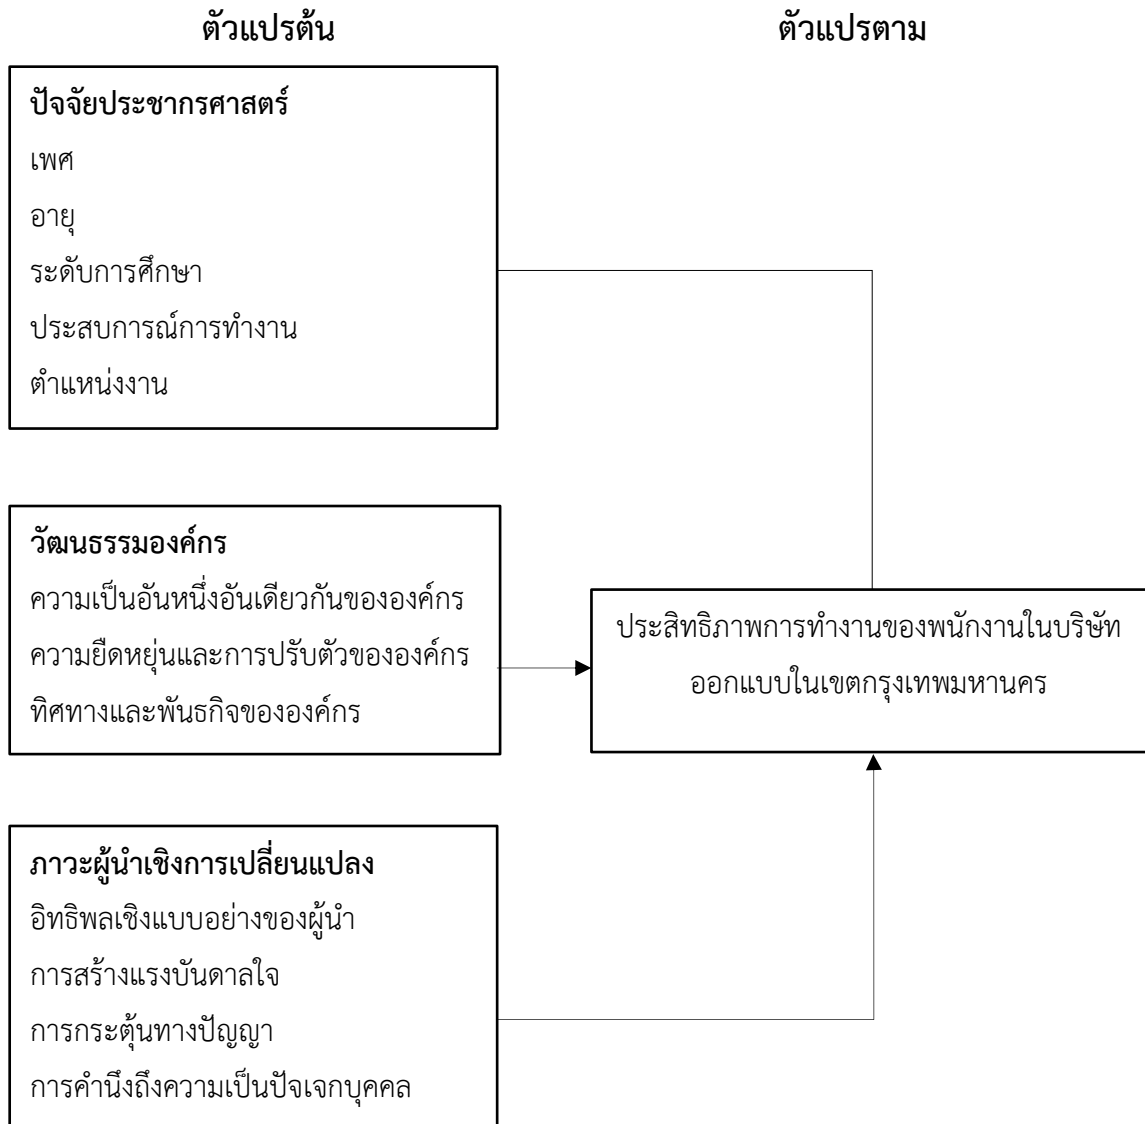 ตัวแปรต้น
ตัวแปรตาม
ปัจจัยประชากรศาสตร์
เพศ
อายุ
ระดับการศึกษา
ประสบการณ์การทำงาน
ตำแหน่งงาน
วัฒนธรรมองค์กร
ความเป็นอันหนึ่งอันเดียวกันขององค์กร
ความยืดหยุ่นและการปรับตัวขององค์กร
ทิศทางและพันธกิจขององค์กร
ประสิทธิภาพการทำงานของพนักงานในบริษัท
ออกแบบในเขตกรุงเทพมหานคร
ภาวะผู้นำเชิงการเปลี่ยนแปลง
อิทธิพลเชิงแบบอย่างของผู้นำ
การสร้างแรงบันดาลใจ
การกระตุ้นทางปัญญา
การคำนึงถึงความเป็นปัจเจกบุคคล